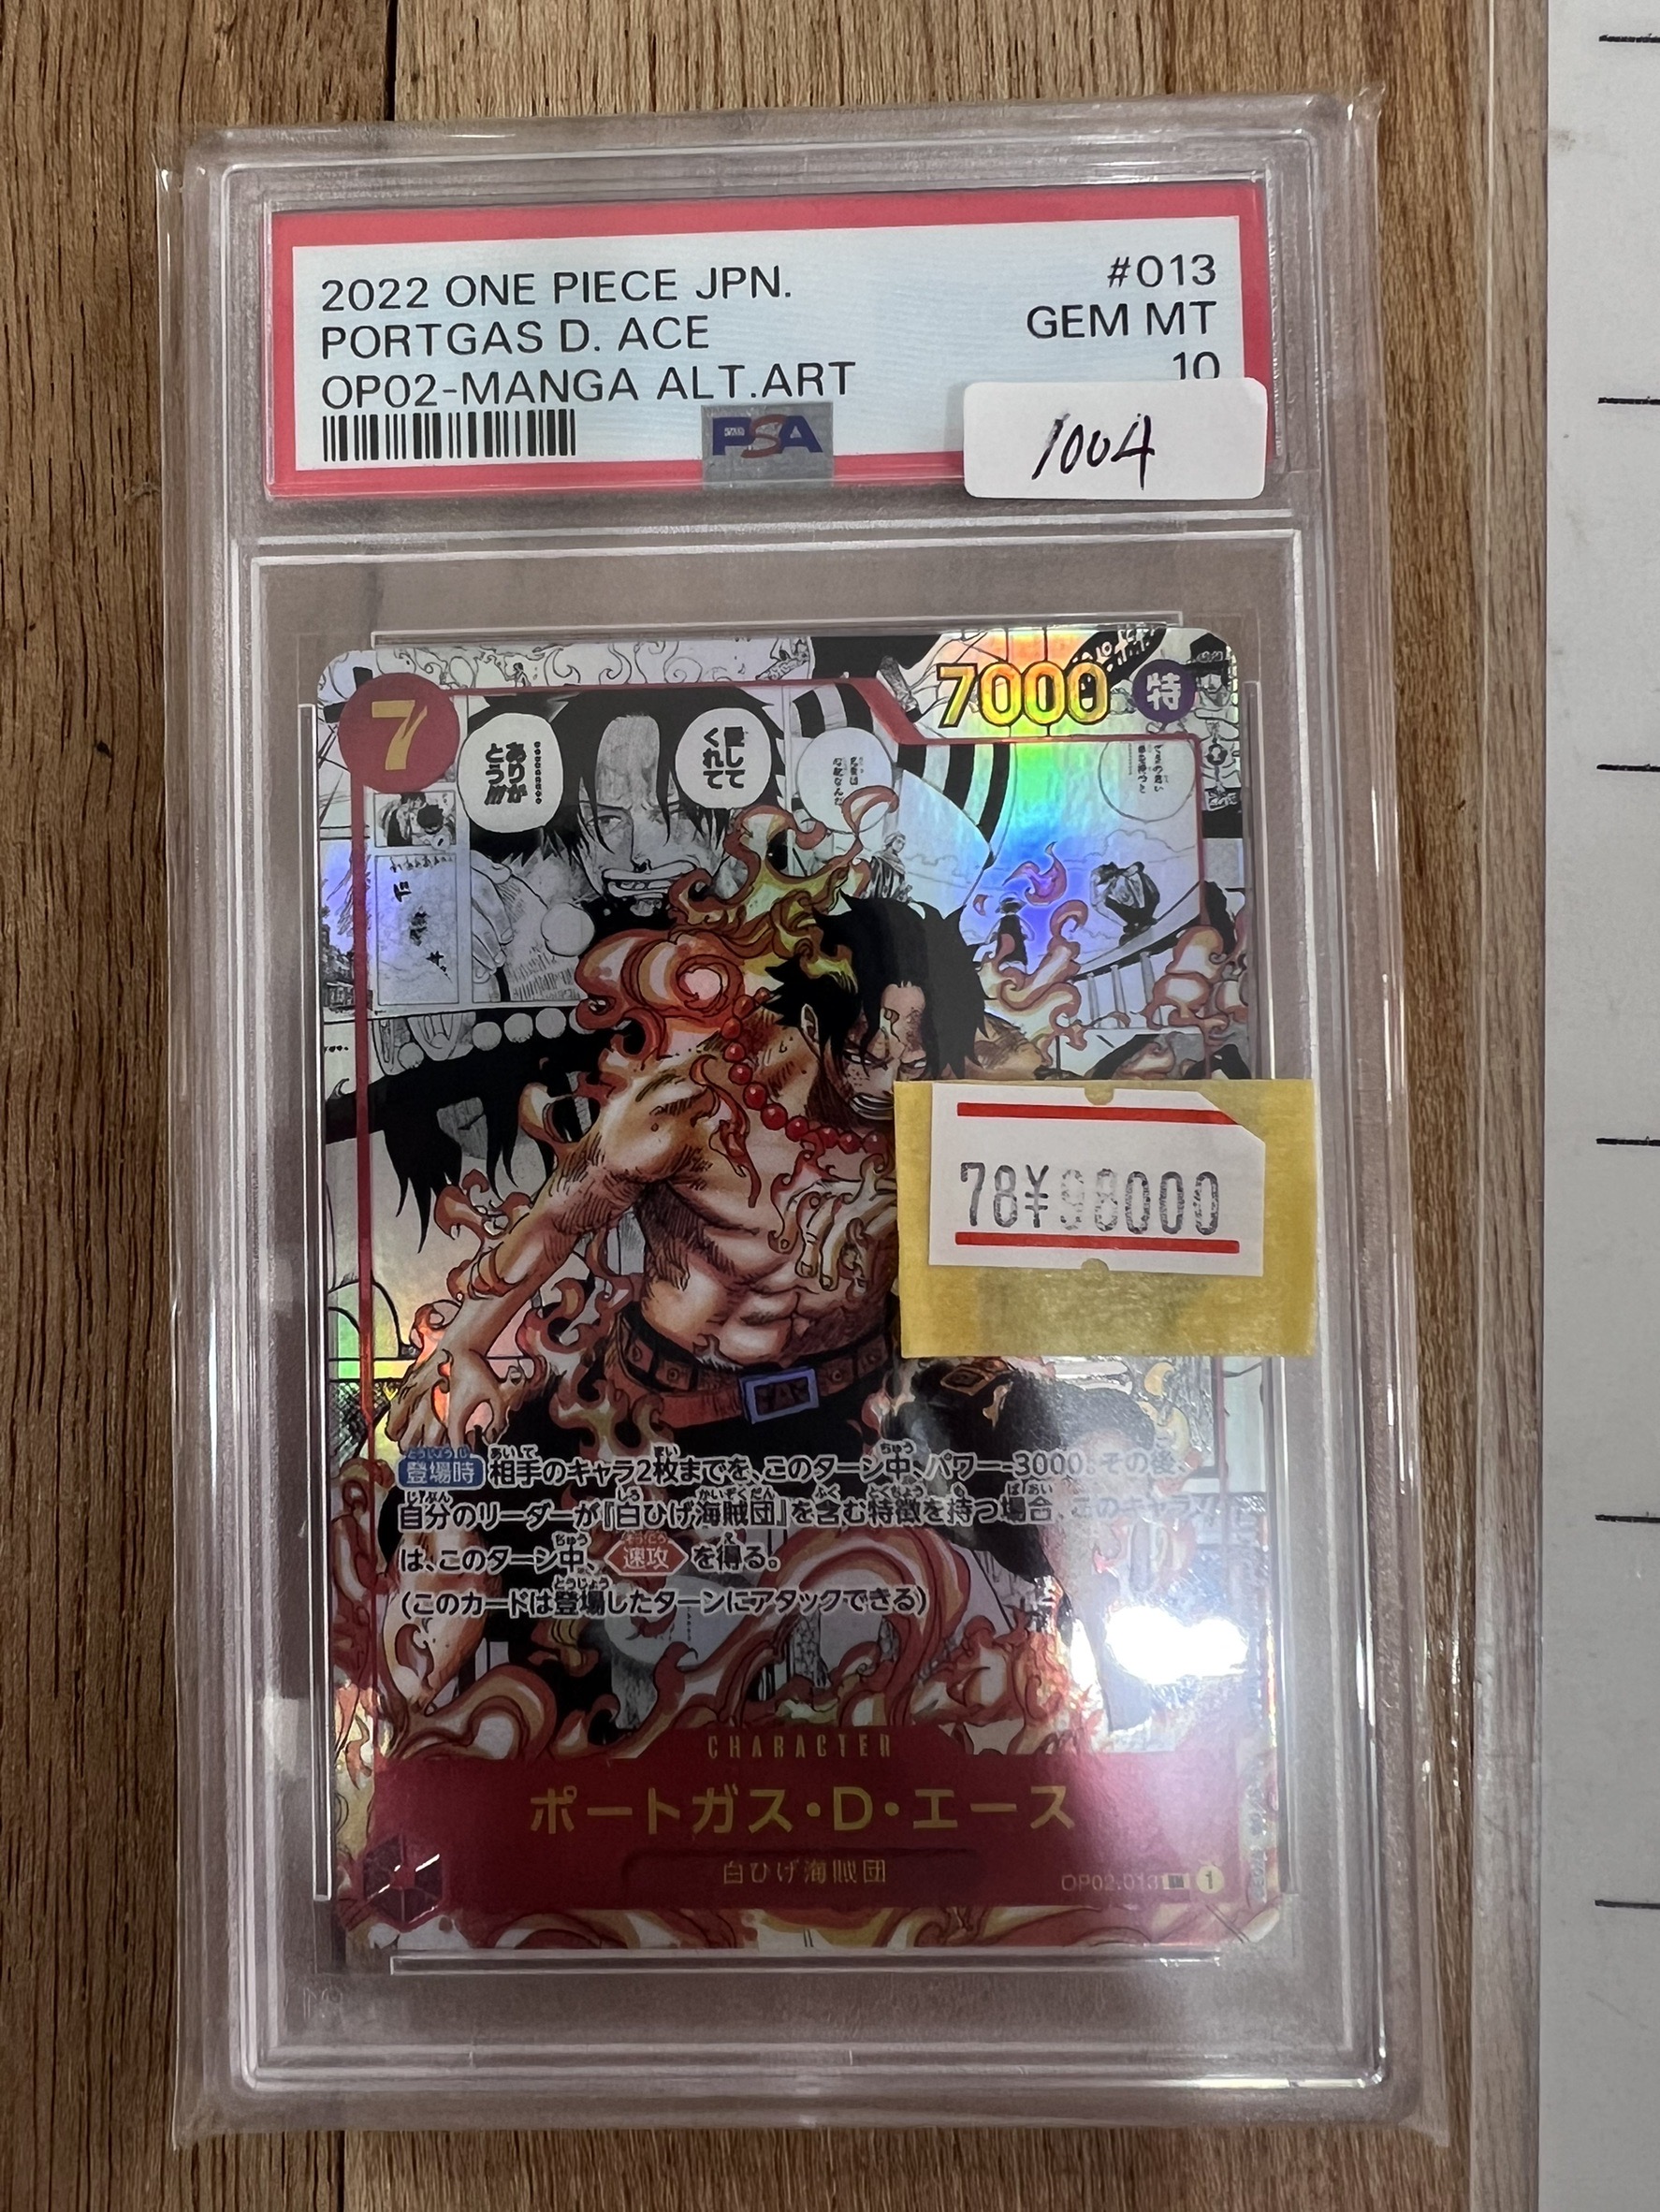 2022 ONE PIECE JPN.
PORTGAS D. ACE
OP02-MANGA ALT.ART
#013
GEM MT
10
PSA
1004
7
7000
特
愛して
くれて
………
ありが
とう!!!
ドサ
78¥98000
登場時 相手のキャラ2枚までを、このターン中、パワー-3000。その後、
自分のリーダーが『白ひげ海賊団』を含む特徴を持つ場合、このキャラ
は、このターン中、速攻を得る。
(このカードは登場したターンにアタックできる)
CHARACTER
ポートガス・D・エース
白ひげ海賊団
OP02-013
1